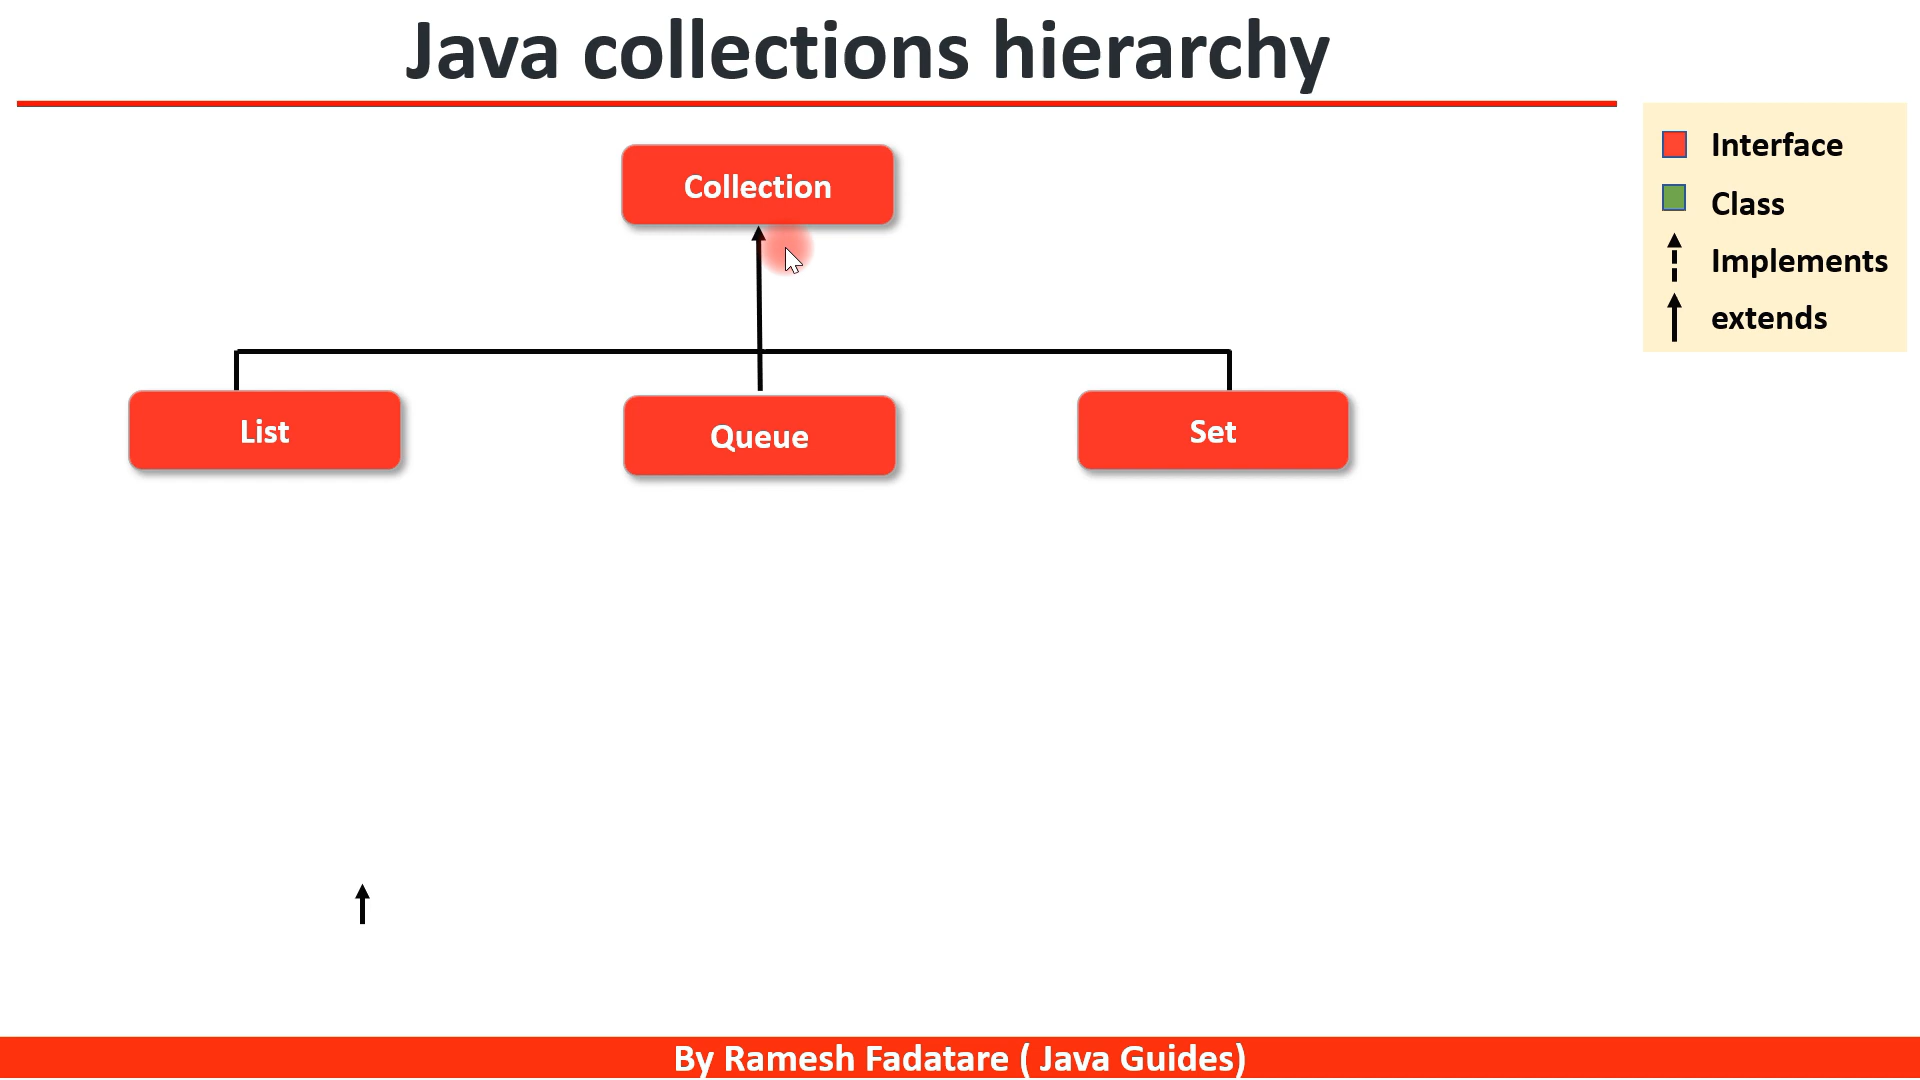 Java collections hierarchy
Collection
Interface
Class
Implements
extends
List
Queue
Set
By Ramesh Fadatare ( Java Guides)